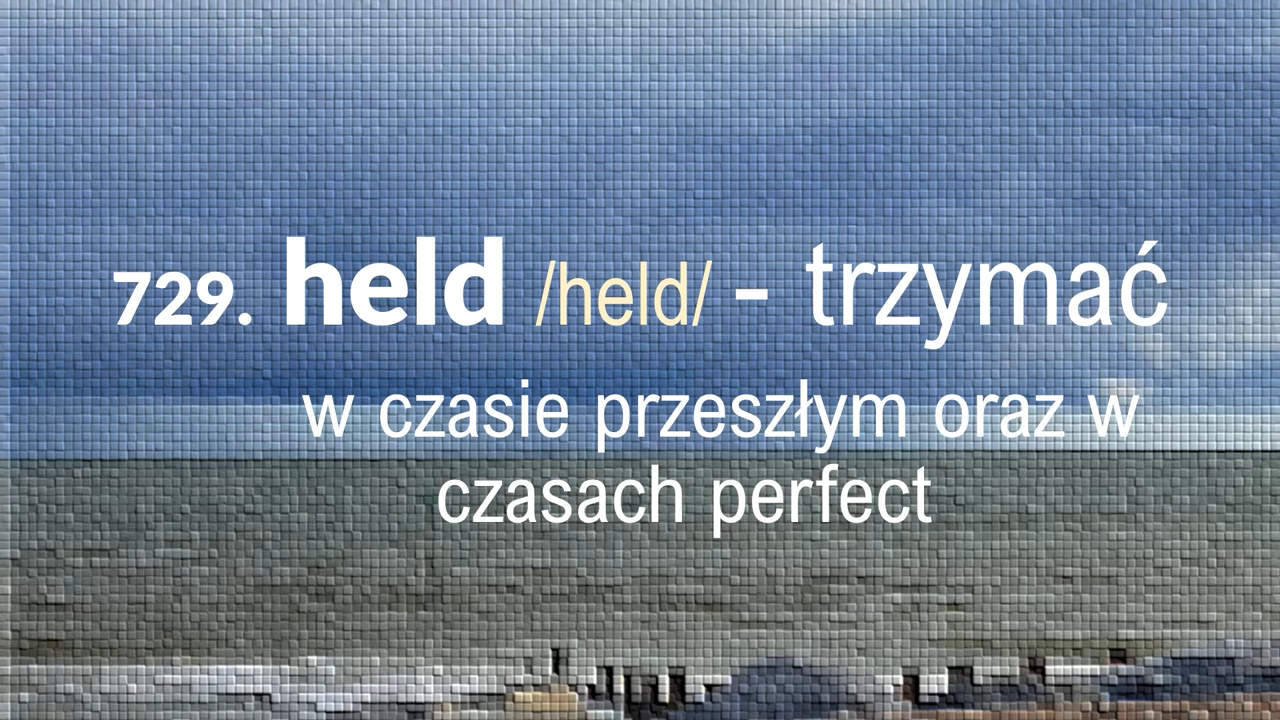 729. held /held/ - trzymać
w czasie przeszłym oraz w
czasach perfect